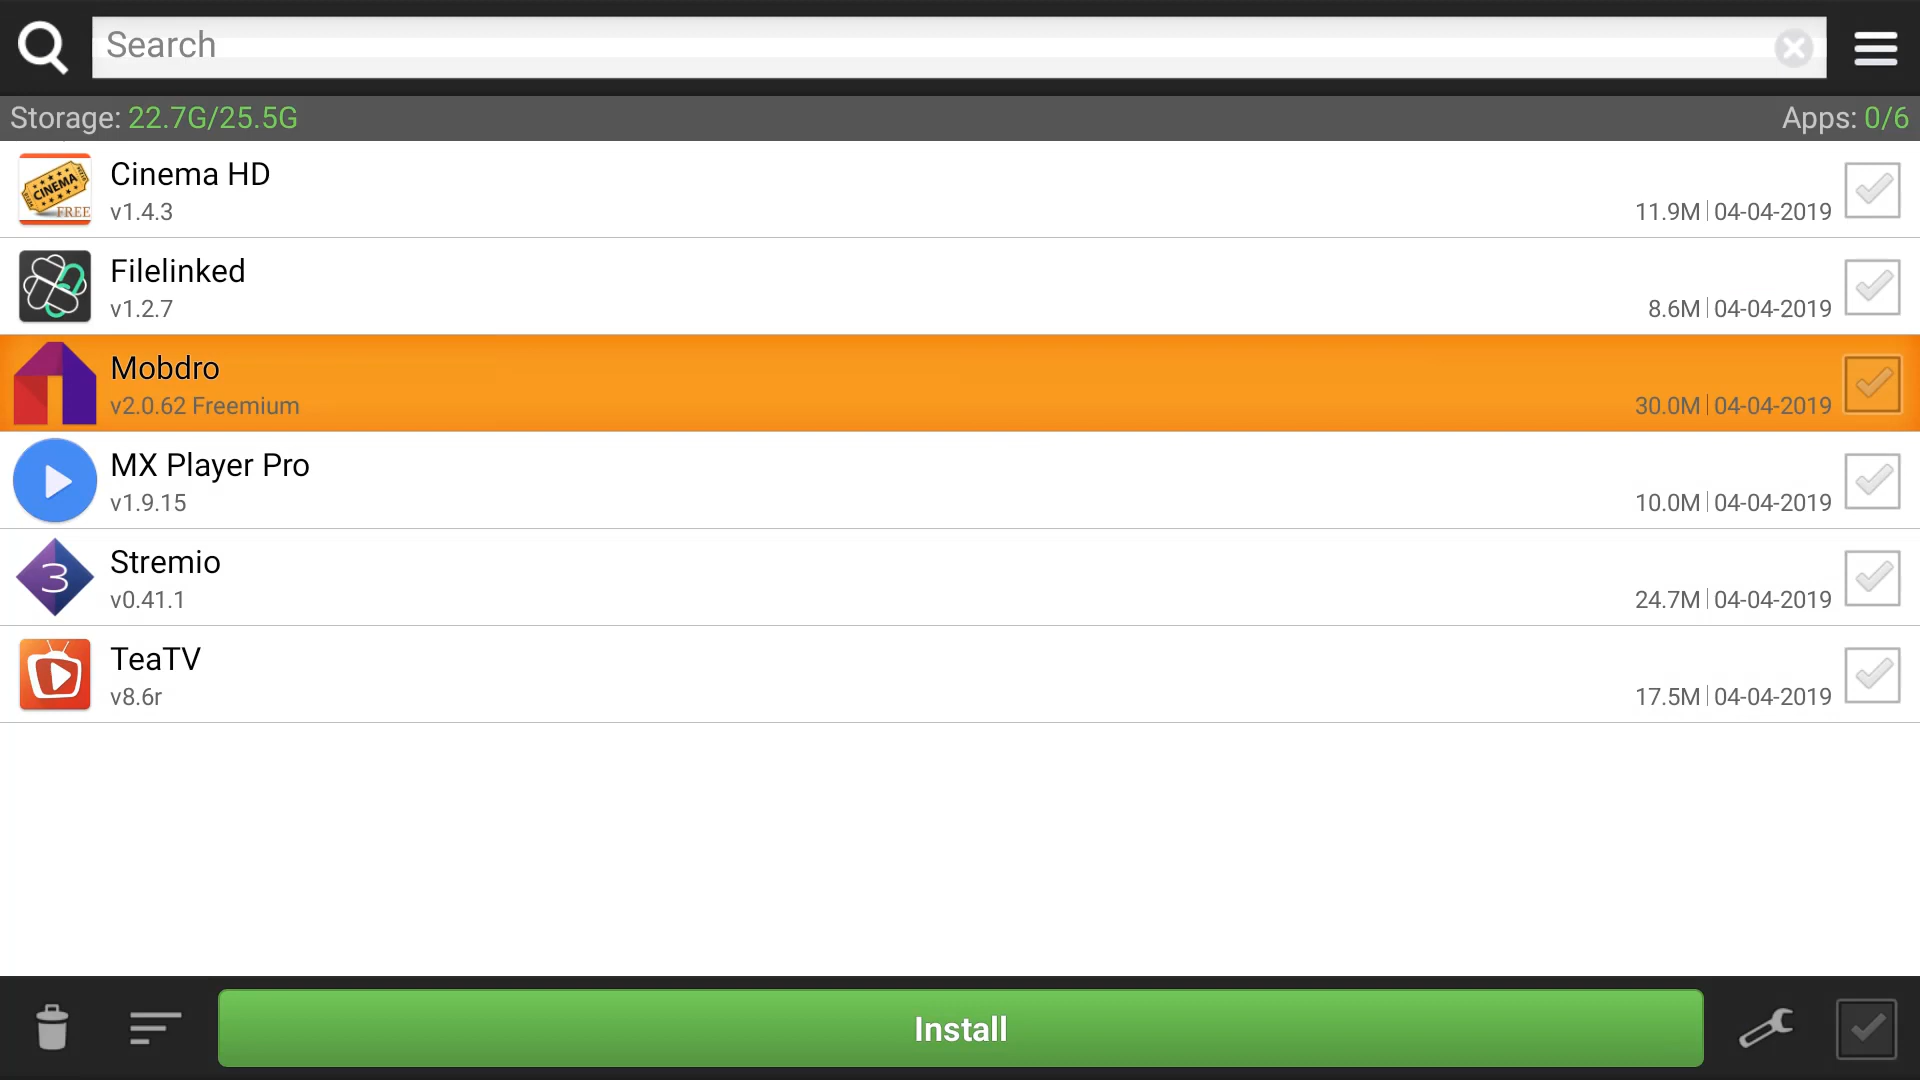 Search
Storage: 22.7G/25.5G
Apps: 0/6
CINEMA
FREE
Cinema HD
v1.4.3
11.9M|04-04-2019
Filelinked
v1.2.7
8.6M|04-04-2019
Mobdro
v2.0.62 Freemium
30.0M|04-04-2019
MX Player Pro
v1.9.15
10.0M|04-04-2019
3
Stremio
v0.41.1
24.7M|04-04-2019
TeaTV
v8.6r
17.5M|04-04-2019
Install